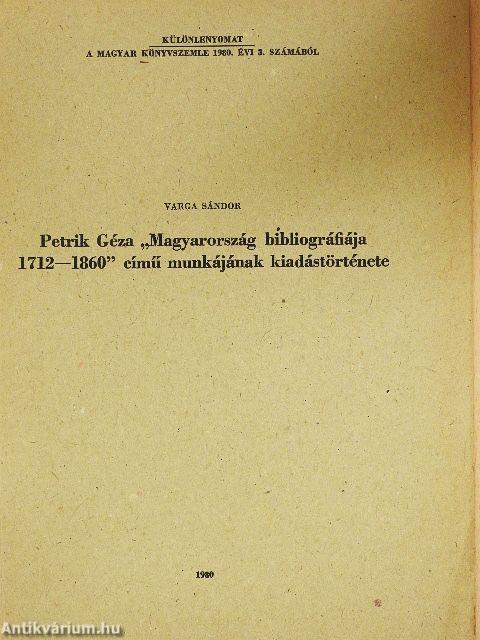 KÜLÖNLENYOMAT
A MAGYAR KÖNYVSZEMLE 1980. ÉVI 3. SZÁMÁBÓL
VARGA SÁNDOR
Petrik Géza „Magyarország bibliográfiája
1712—1860” című munkájának kiadástörténete
1980
Antikvárium.hu